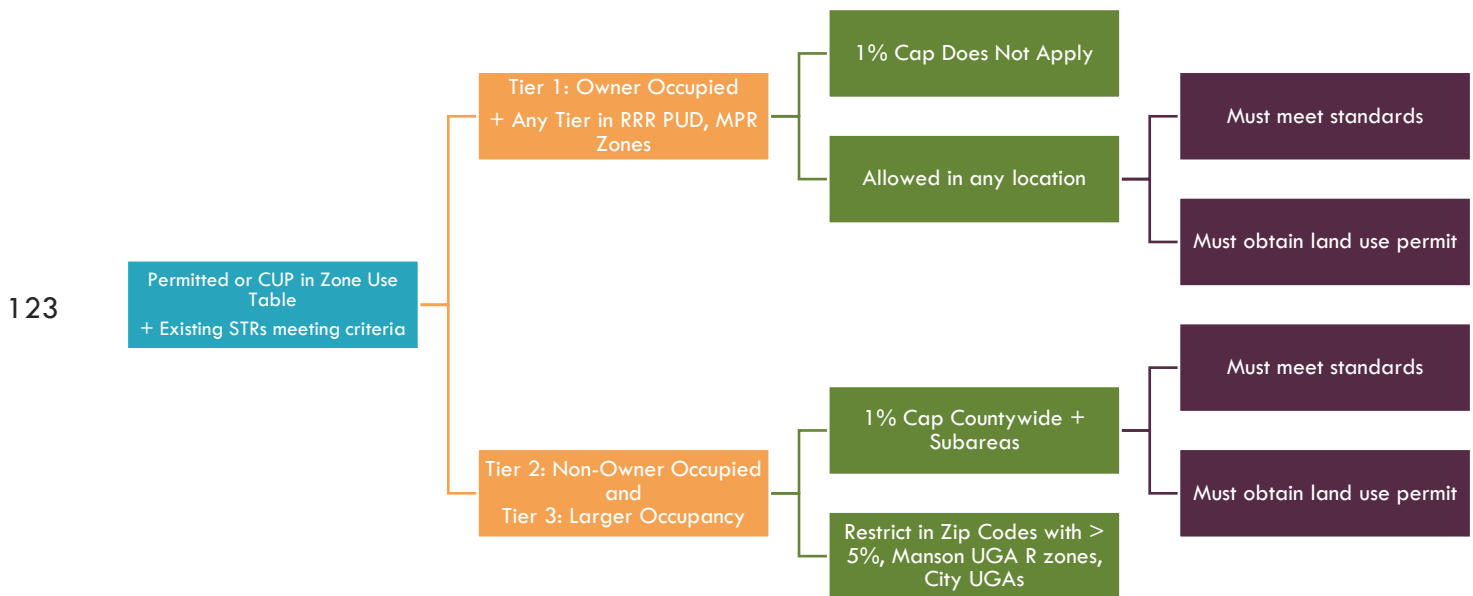 123
Permitted or CUP in Zone Use
Table
+ Existing STRs meeting criteria
Tier 1: Owner Occupied
+ Any Tier in RRR PUD, MPR
Zones
1% Cap Does Not Apply
Allowed in any location
Must meet standards
Must obtain land use permit
Tier 2: Non-Owner Occupied
and
Tier 3: Larger Occupancy
1% Cap Countywide +
Subareas
Must meet standards
Must obtain land use permit
Restrict in Zip Codes with >
5%, Manson UGA R zones,
City UGAs